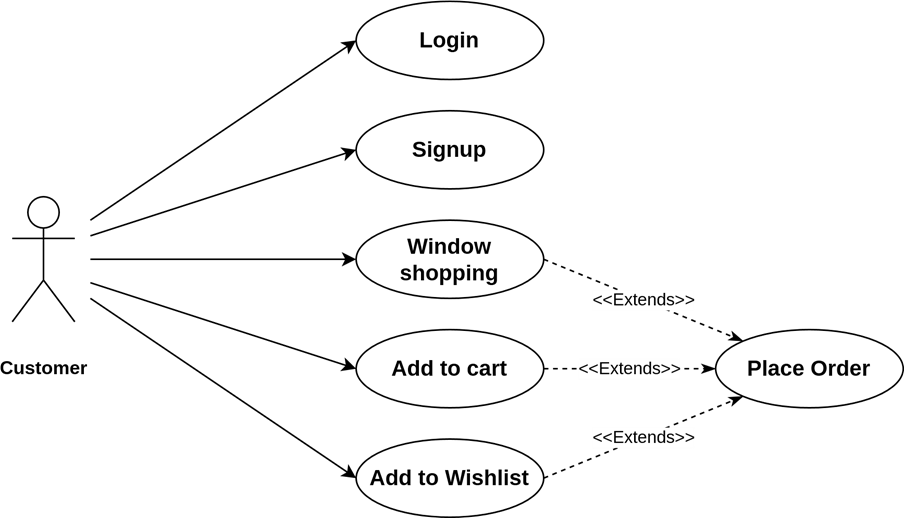 Login
Signup
Window
shopping
<<Extends>>
Customer
Add to cart
<<Extends>>
Place Order
<<Extends>>
Add to Wishlist